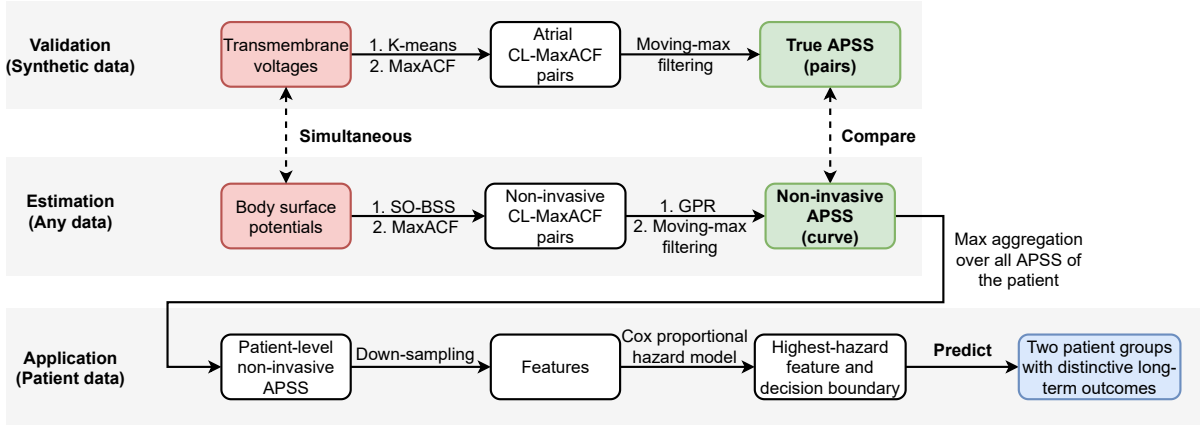 Validation
(Synthetic data)
Transmembrane
voltages
1. K-means
2. MaxACF
Atrial
CL-MaxACF
pairs
Moving-max
filtering
True APSS
(pairs)
Simultaneous
Compare
Estimation
(Any data)
Body surface
potentials
1. SO-BSS
2. MaxACF
Non-invasive
CL-MaxACF
pairs
1. GPR
2. Moving-max
filtering
Non-invasive
APSS
(curve)
Max aggregation
over all APSS of
the patient
Application
(Patient data)
Patient-level
non-invasive
APSS
Down-sampling
Features
Cox proportional
hazard model
Highest-hazard
feature and
decision boundary
Predict
Two patient groups
with distinctive long-
term outcomes